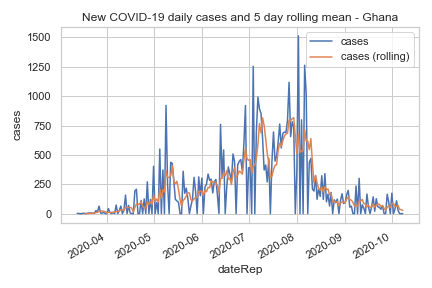 New COVID-19 daily cases and 5 day rolling mean - Ghana
cases
cases (rolling)
1500
1250
1000
750
500
250
0
cases
2020-04
2020-05
2020-06
2020-07
2020-08
2020-09
2020-10
dateRep